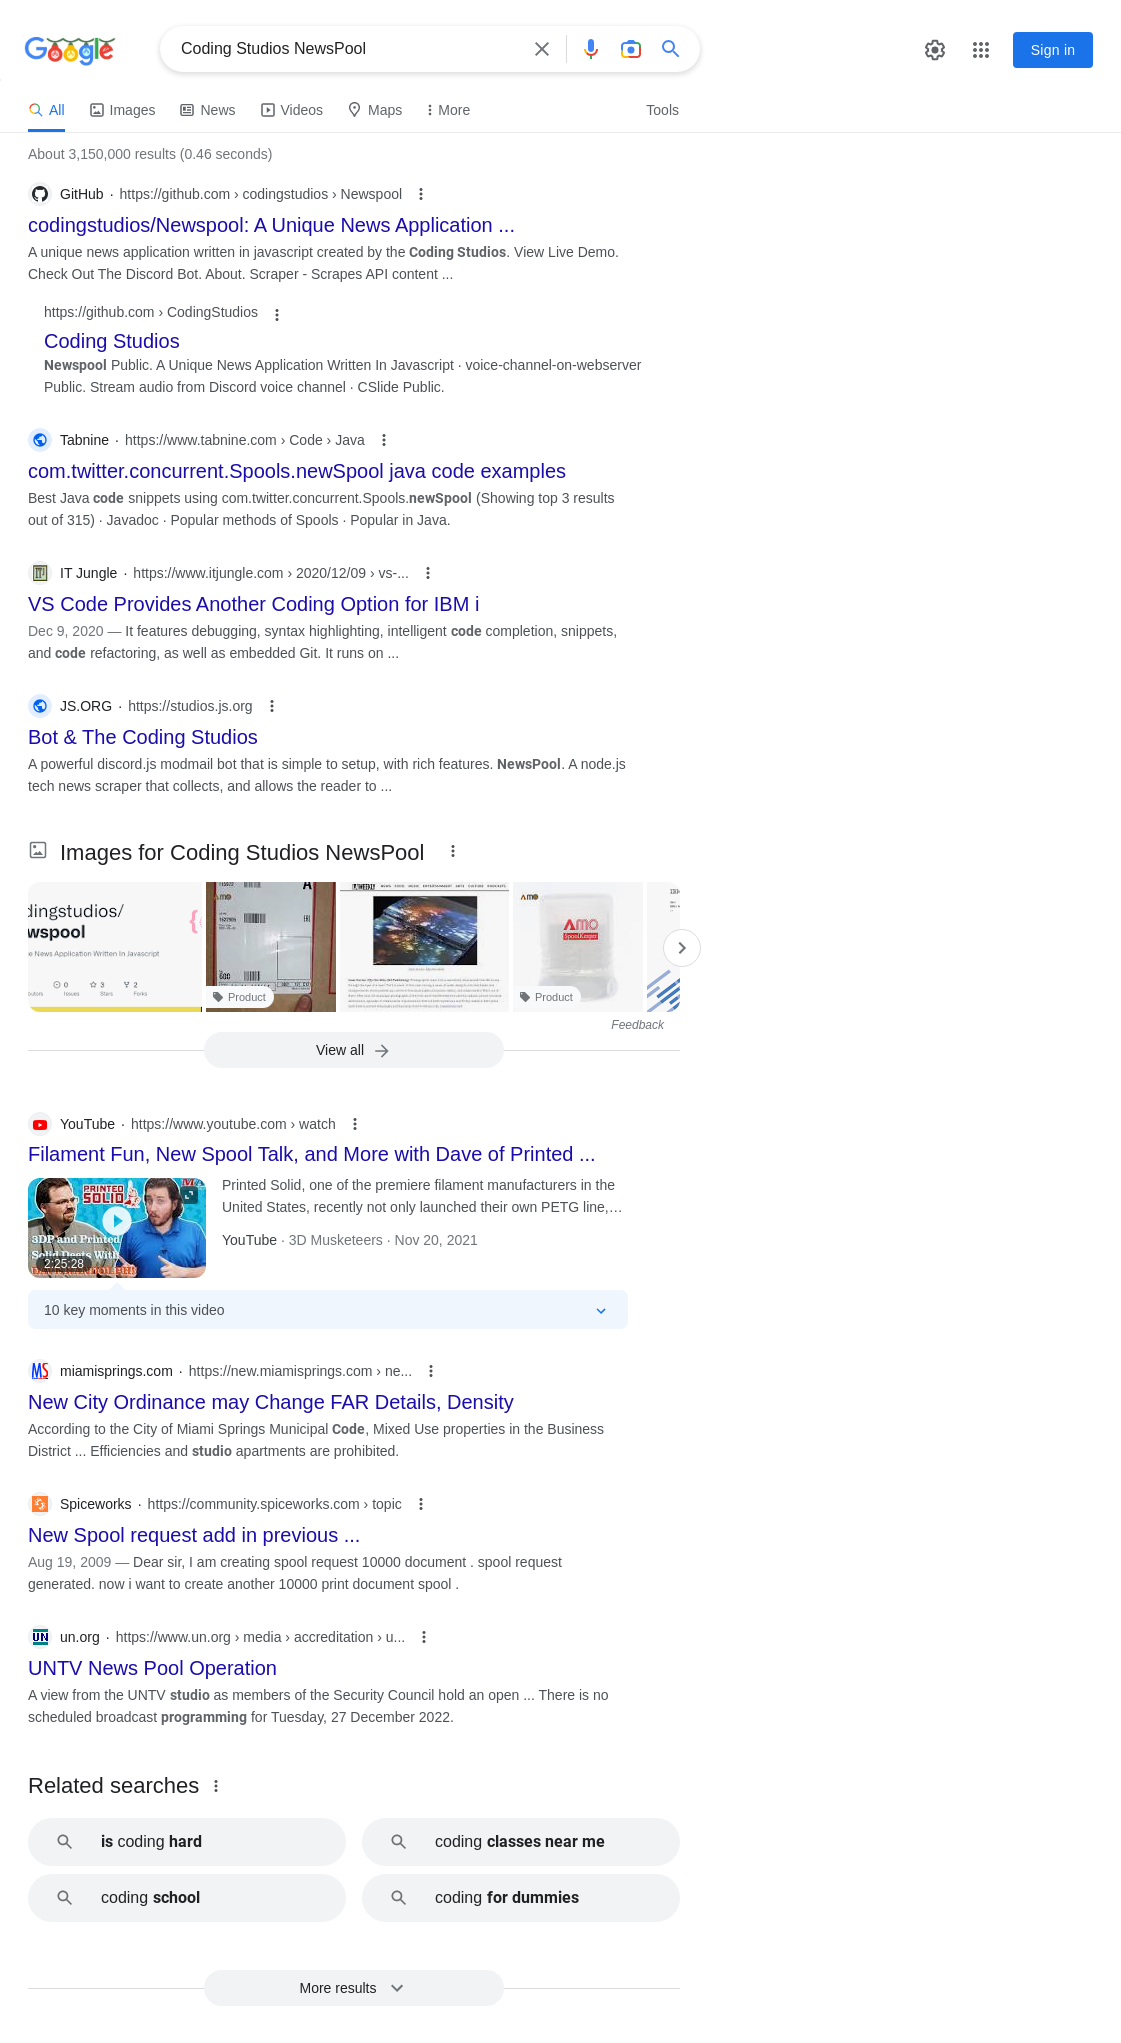 Google
Coding Studios NewsPool
Sign in
All Images News Videos Maps More Tools
About 3,150,000 results (0.46 seconds)
GitHub · https://github.com › codingstudios › Newspool
codingstudios/Newspool: A Unique News Application ...
A unique news application written in javascript created by the Coding Studios. View Live Demo.
Check Out The Discord Bot. About. Scraper - Scrapes API content ...
https://github.com › CodingStudios
Coding Studios
Newspool Public. A Unique News Application Written In Javascript · voice-channel-on-webserver
Public. Stream audio from Discord voice channel · CSlide Public.
Tabnine · https://www.tabnine.com › Code › Java
com.twitter.concurrent.Spools.newSpool java code examples
Best Java code snippets using com.twitter.concurrent.Spools.newSpool (Showing top 3 results
out of 315) · Javadoc · Popular methods of Spools · Popular in Java.
IT Jungle · https://www.itjungle.com › 2020/12/09 › vs-...
VS Code Provides Another Coding Option for IBM i
Dec 9, 2020 — It features debugging, syntax highlighting, intelligent code completion, snippets,
and code refactoring, as well as embedded Git. It runs on ...
JS.ORG · https://studios.js.org
Bot & The Coding Studios
A powerful discord.js modmail bot that is simple to setup, with rich features. NewsPool. A node.js
tech news scraper that collects, and allows the reader to ...
Images for Coding Studios NewsPool
dingstudios/
wspool
e News Application Written In Javascript
0 3 2
Issues Stars Forks
AMO
Product
AMO
AMO
SpoolKeeper
Product
Feedback
View all
YouTube · https://www.youtube.com › watch
Filament Fun, New Spool Talk, and More with Dave of Printed ...
PRINTED
SOLID
3DP and Printed
Solid Deets With
2:25:28
Printed Solid, one of the premiere filament manufacturers in the
United States, recently not only launched their own PETG line,…
YouTube · 3D Musketeers · Nov 20, 2021
10 key moments in this video
MS
miamisprings.com · https://new.miamisprings.com › ne...
New City Ordinance may Change FAR Details, Density
According to the City of Miami Springs Municipal Code, Mixed Use properties in the Business
District ... Efficiencies and studio apartments are prohibited.
Spiceworks · https://community.spiceworks.com › topic
New Spool request add in previous ...
Aug 19, 2009 — Dear sir, I am creating spool request 10000 document . spool request
generated. now i want to create another 10000 print document spool .
UN
un.org · https://www.un.org › media › accreditation › u...
UNTV News Pool Operation
A view from the UNTV studio as members of the Security Council hold an open ... There is no
scheduled broadcast programming for Tuesday, 27 December 2022.
Related searches
is coding hard
coding classes near me
coding school
coding for dummies
More results